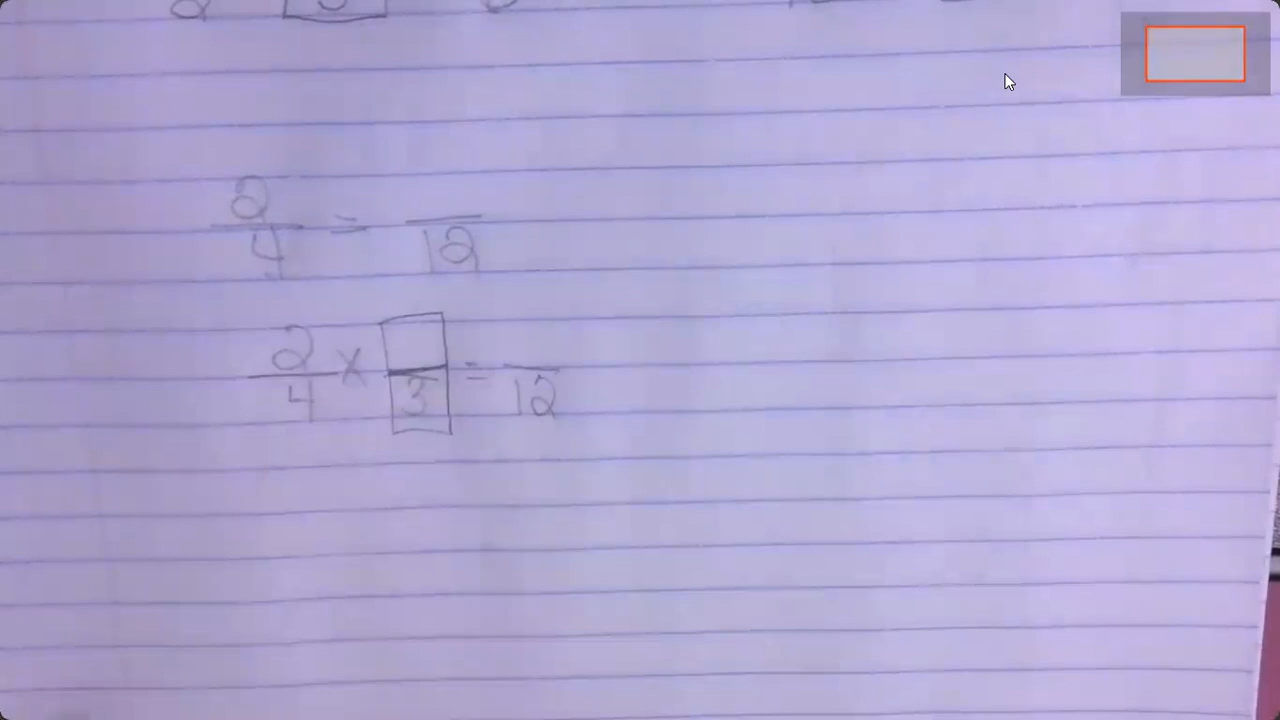 2/4 = /12
2/4 x /3 = /12